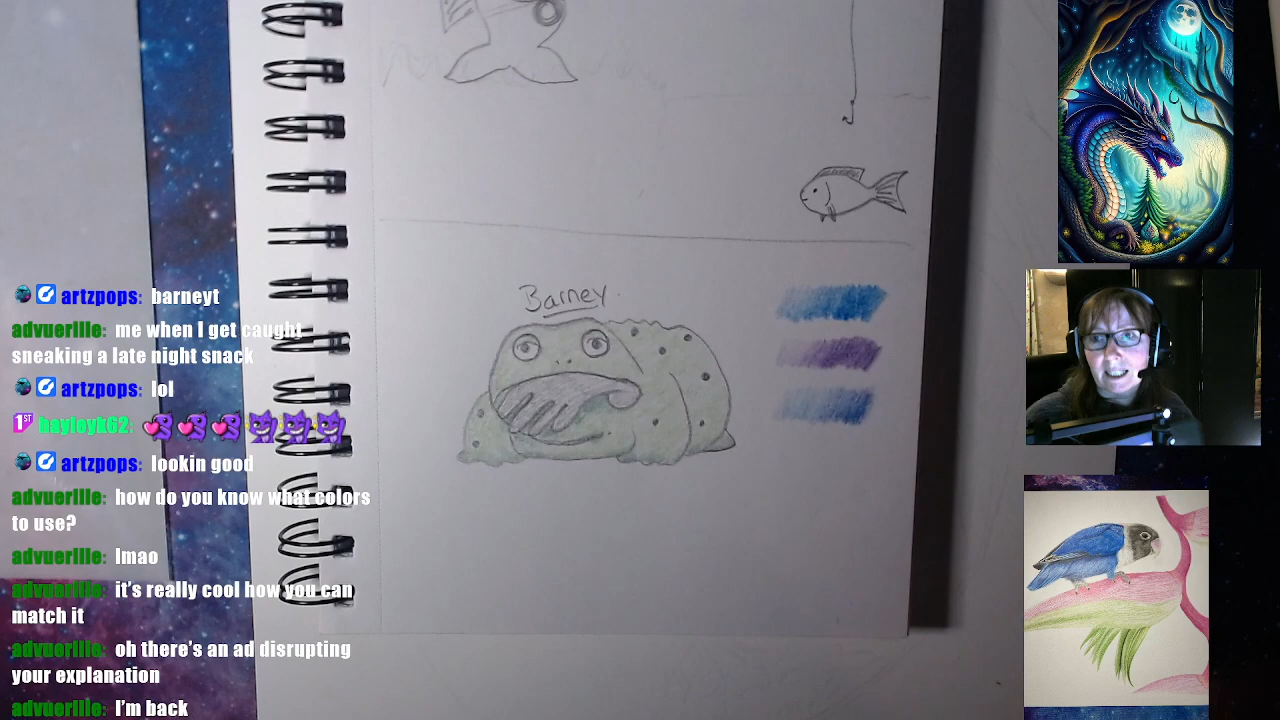 artzpops: barneyt
advuerille: me when I get caught
sneaking a late night snack
artzpops: lol
1ST hayleyk62:
artzpops: lookin good
advuerille: how do you know what colors
to use?
advuerille: lmao
advuerille: it's really cool how you can
match it
advuerille: oh there's an ad disrupting
your explanation
advuerille: I'm back
Barney